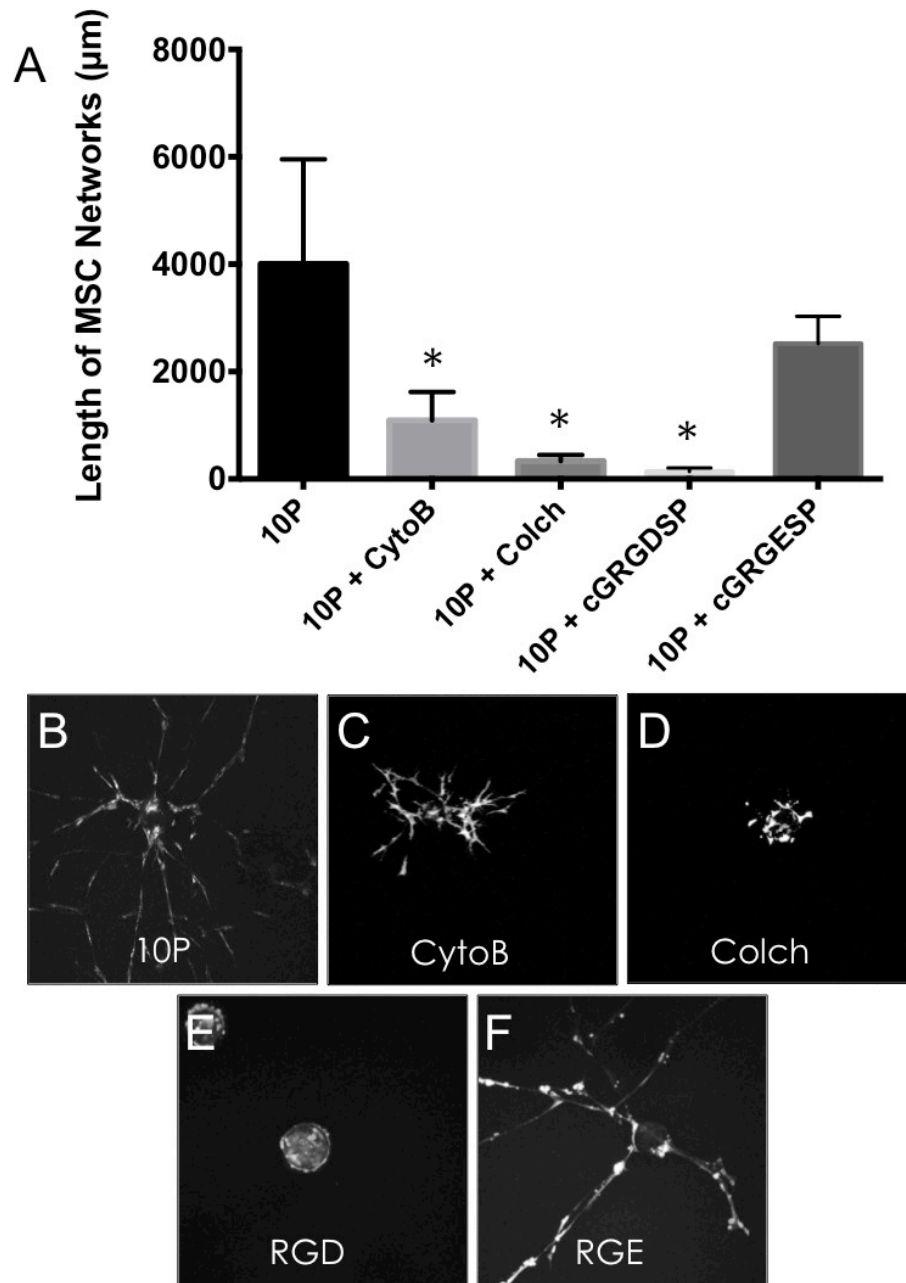 A
Length of MSC Networks (µm)
8000
6000
4000
2000
0
*
*
*
10P
10P + CytoB
10P + Colch
10P + cGRGDSP
10P + cGRGESP
B
10P
C
CytoB
D
Colch
E
RGD
F
RGE